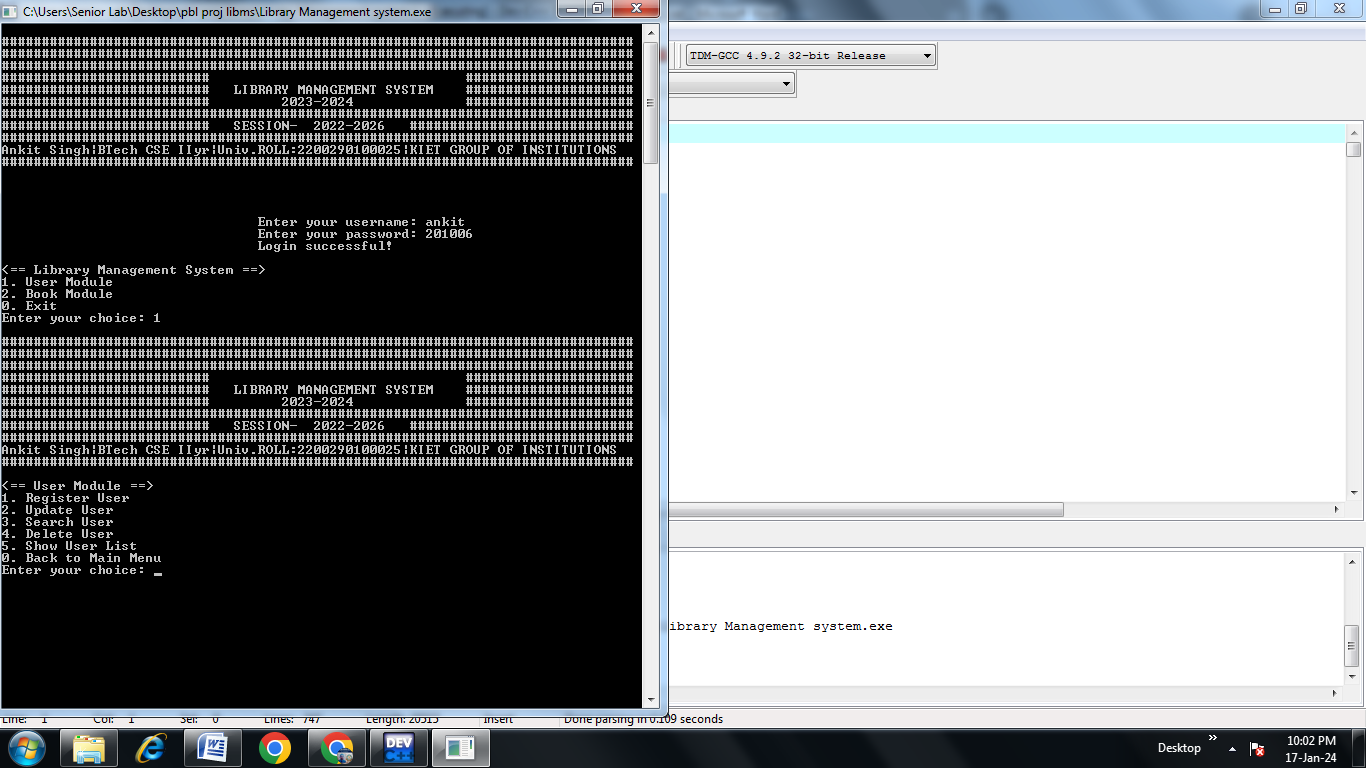 C:\Users\Senior Lab\Desktop\pbl proj libms\Library Management system.exe
TDM-GCC 4.9.2 32-bit Release
################################################################################
################################################################################
################################################################################
########################## #####################
########################## LIBRARY MANAGEMENT SYSTEM #####################
########################## 2023-2024 #####################
################################################################################
########################## SESSION- 2022-2026 ############################
################################################################################
Ankit Singh¦BTech CSE IIyr¦Univ.ROLL:2200290100025¦KIET GROUP OF INSTITUTIONS
################################################################################
Enter your username: ankit
Enter your password: 201006
Login successful!
<== Library Management System ==>
1. User Module
2. Book Module
0. Exit
Enter your choice: 1
################################################################################
################################################################################
################################################################################
########################## #####################
########################## LIBRARY MANAGEMENT SYSTEM #####################
########################## 2023-2024 #####################
################################################################################
########################## SESSION- 2022-2026 ############################
################################################################################
Ankit Singh¦BTech CSE IIyr¦Univ.ROLL:2200290100025¦KIET GROUP OF INSTITUTIONS
################################################################################
<== User Module ==>
1. Register User
2. Update User
3. Search User
4. Delete User
5. Show User List
0. Back to Main Menu
Enter your choice: _
ibrary Management system.exe
Line: 1 Col: 1 Sel: 0 Lines: 747 Length: 20515 Insert Done parsing in 0.109 seconds
DEV C++
Desktop
10:02 PM
17-Jan-24